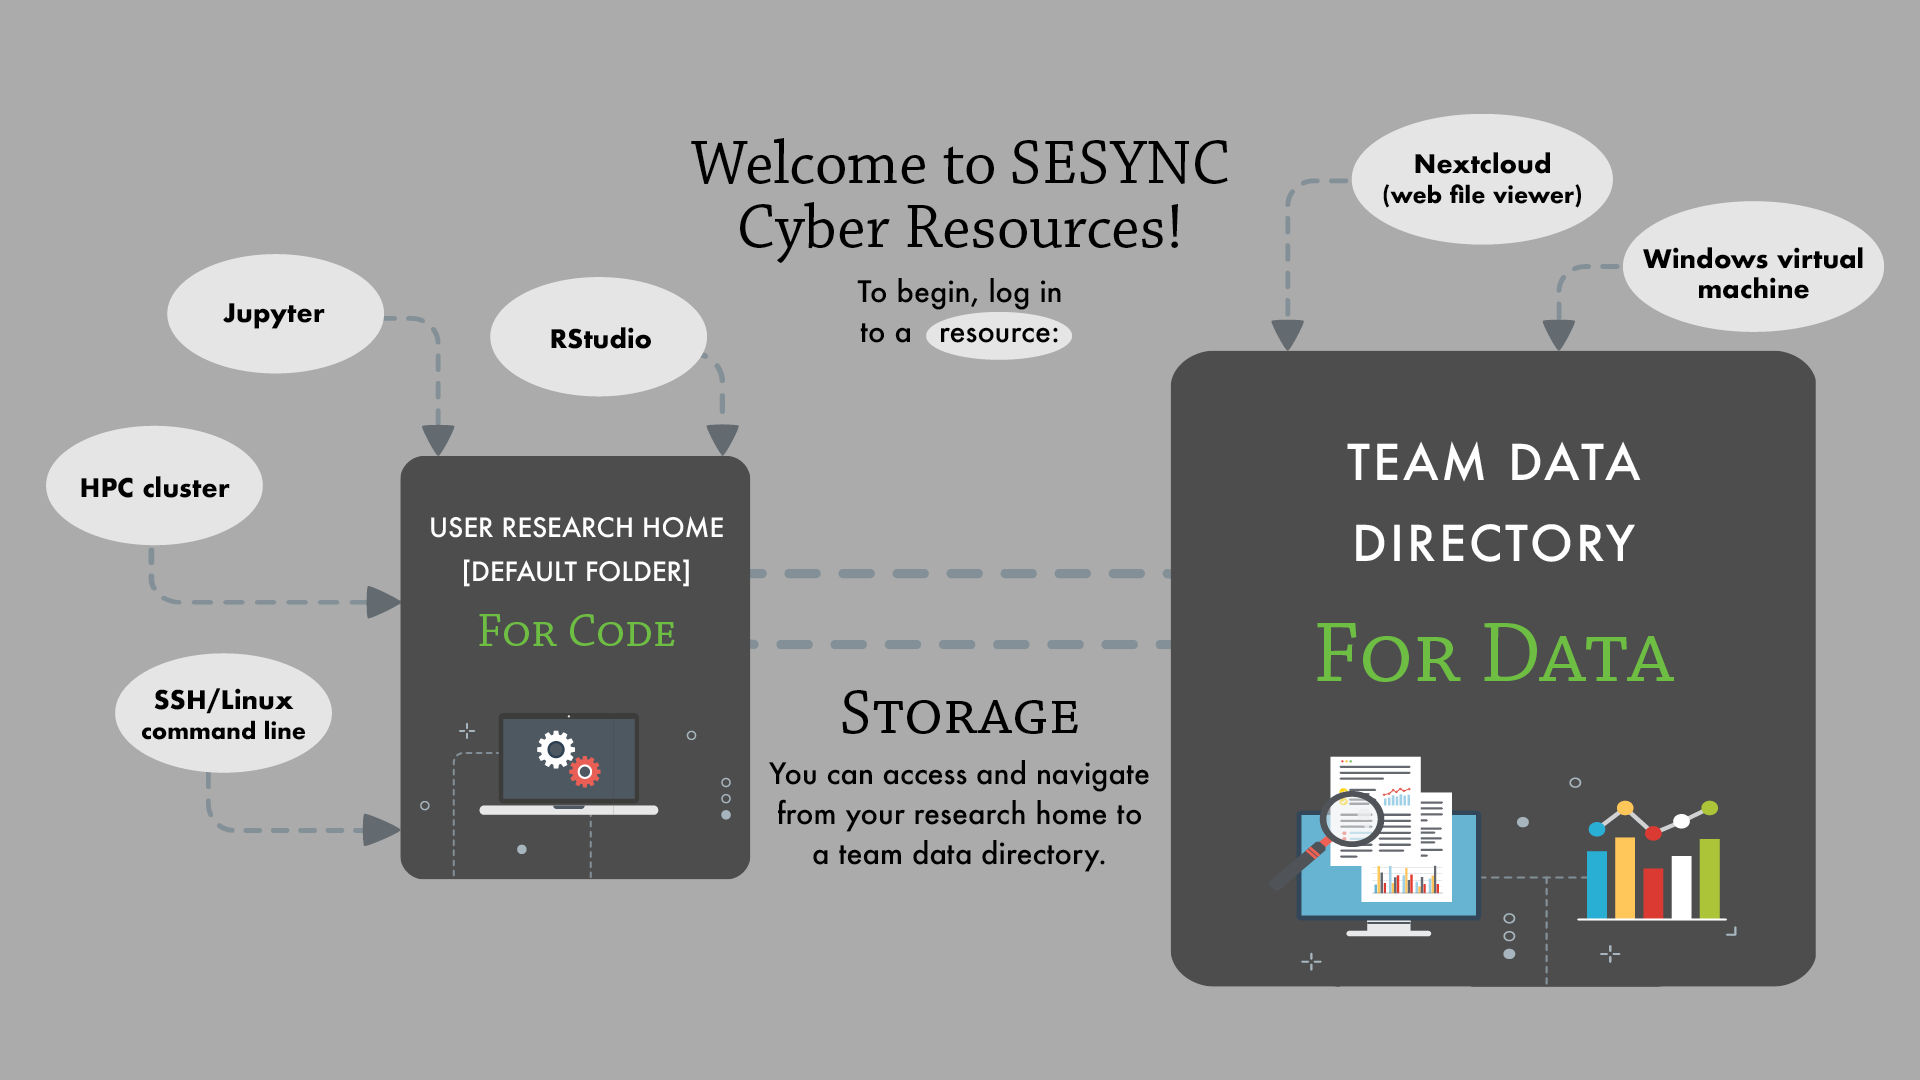 Welcome to SESYNC
Cyber Resources!
To begin, log in
to a resource:
Jupyter
RStudio
HPC cluster
SSH/Linux
command line
USER RESEARCH HOME
[DEFAULT FOLDER]
For Code
Storage
You can access and navigate
from your research home to
a team data directory.
Nextcloud
(web file viewer)
Windows virtual
machine
TEAM DATA
DIRECTORY
For Data